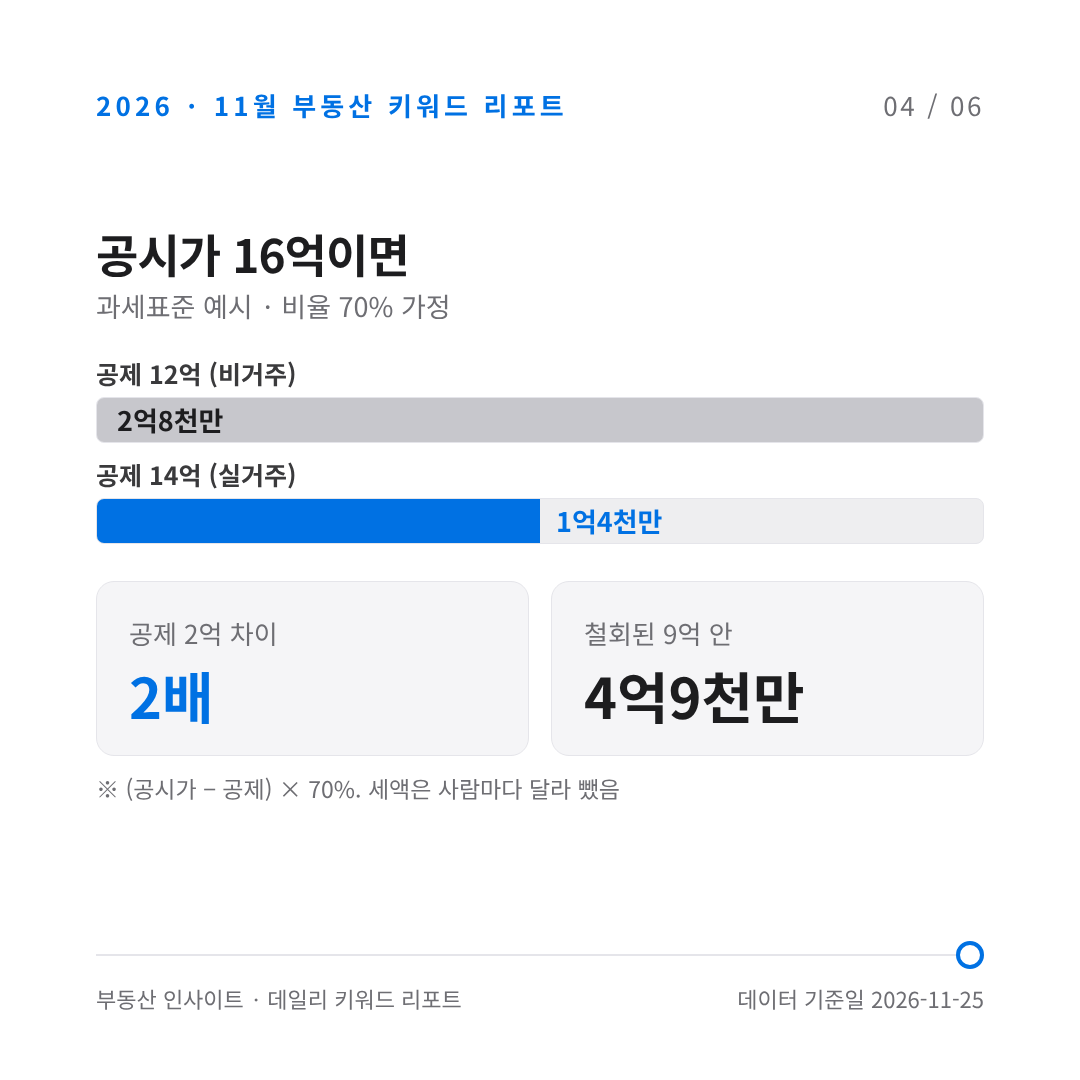 2026 · 11월 부동산 키워드 리포트
04 / 06
공시가 16억이면
과세표준 예시 · 비율 70% 가정
공제 12억 (비거주)
2억8천만
공제 14억 (실거주)
1억4천만
공제 2억 차이
2배
철회된 9억 안
4억9천만
※ (공시가 − 공제) × 70%. 세액은 사람마다 달라 뺐음
부동산 인사이트 · 데일리 키워드 리포트
데이터 기준일 2026-11-25